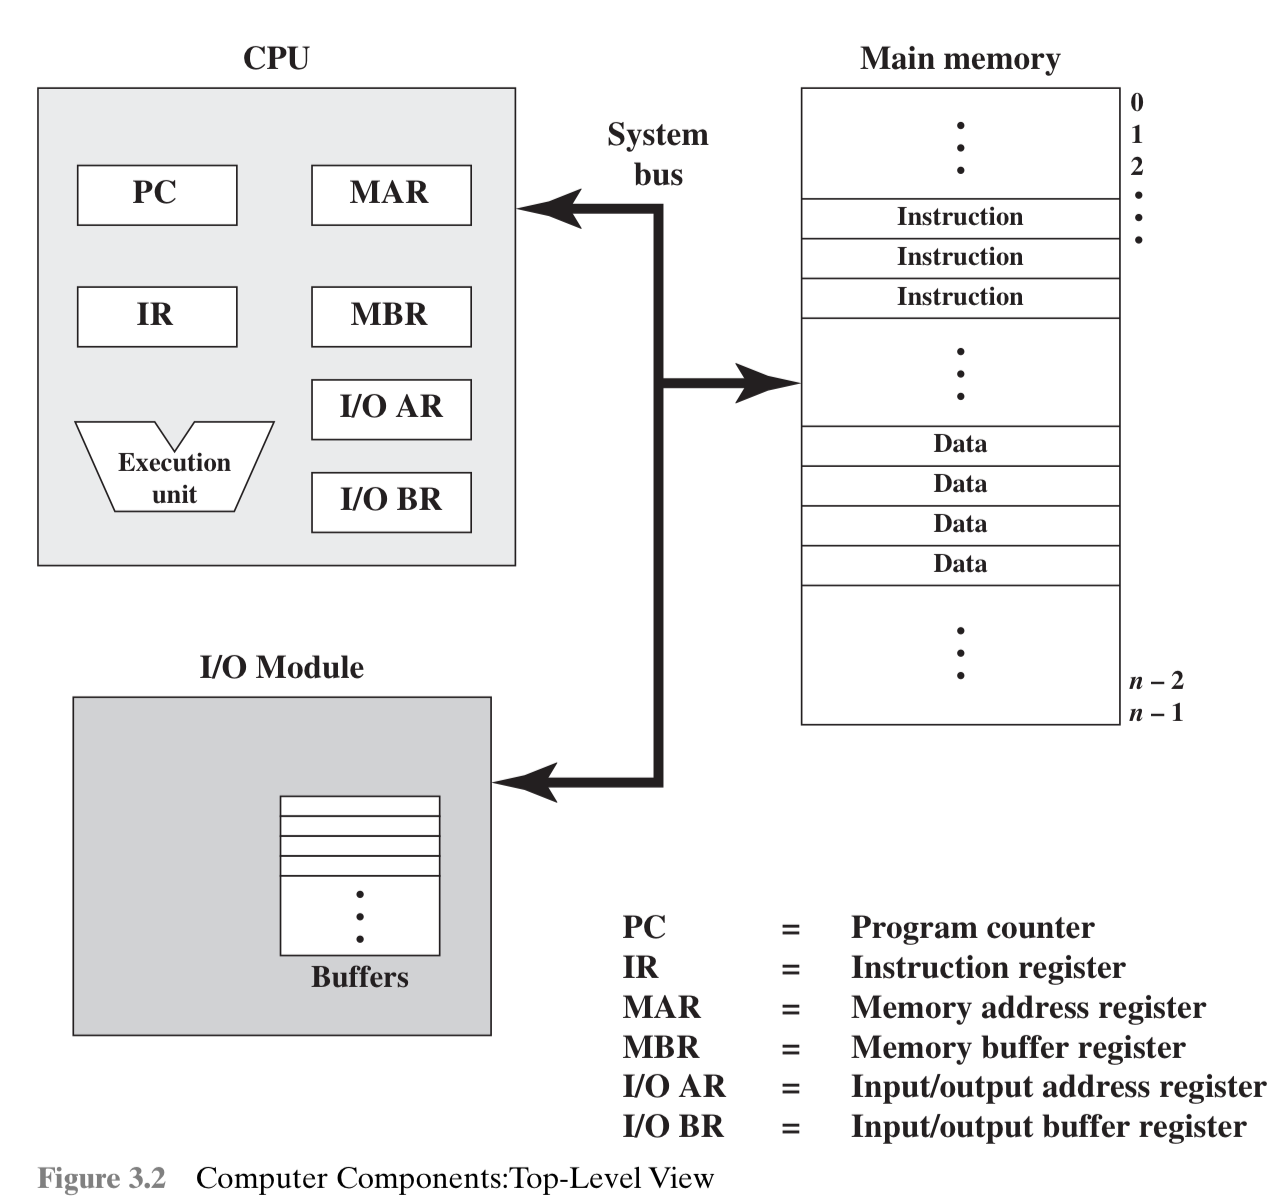 CPU
PC
MAR
IR
MBR
I/O AR
I/O BR
Execution
unit
System
bus
Main memory
0
1
2
Instruction
Instruction
Instruction
Data
Data
Data
Data
n – 2
n – 1
I/O Module
Buffers
PC = Program counter
IR = Instruction register
MAR = Memory address register
MBR = Memory buffer register
I/O AR = Input/output address register
I/O BR = Input/output buffer register
Figure 3.2 Computer Components:Top-Level View